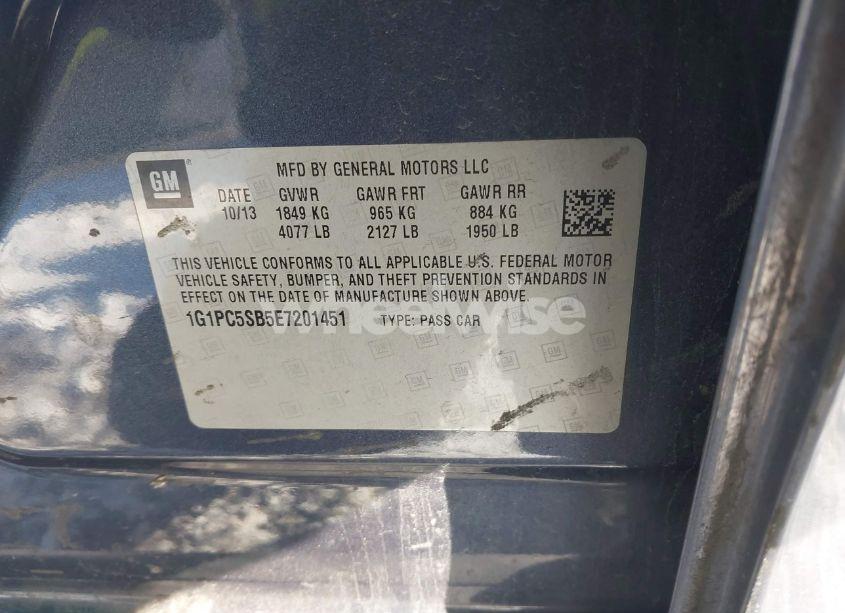 GM
MFD BY GENERAL MOTORS LLC
DATE GVWR GAWR FRT GAWR RR
10/13 1849 KG 965 KG 884 KG
4077 LB 2127 LB 1950 LB
THIS VEHICLE CONFORMS TO ALL APPLICABLE U.S. FEDERAL MOTOR
VEHICLE SAFETY, BUMPER, AND THEFT PREVENTION STANDARDS IN
EFFECT ON THE DATE OF MANUFACTURE SHOWN ABOVE.
1G1PC5SB5E7201451 TYPE: PASS CAR
Wheelwise